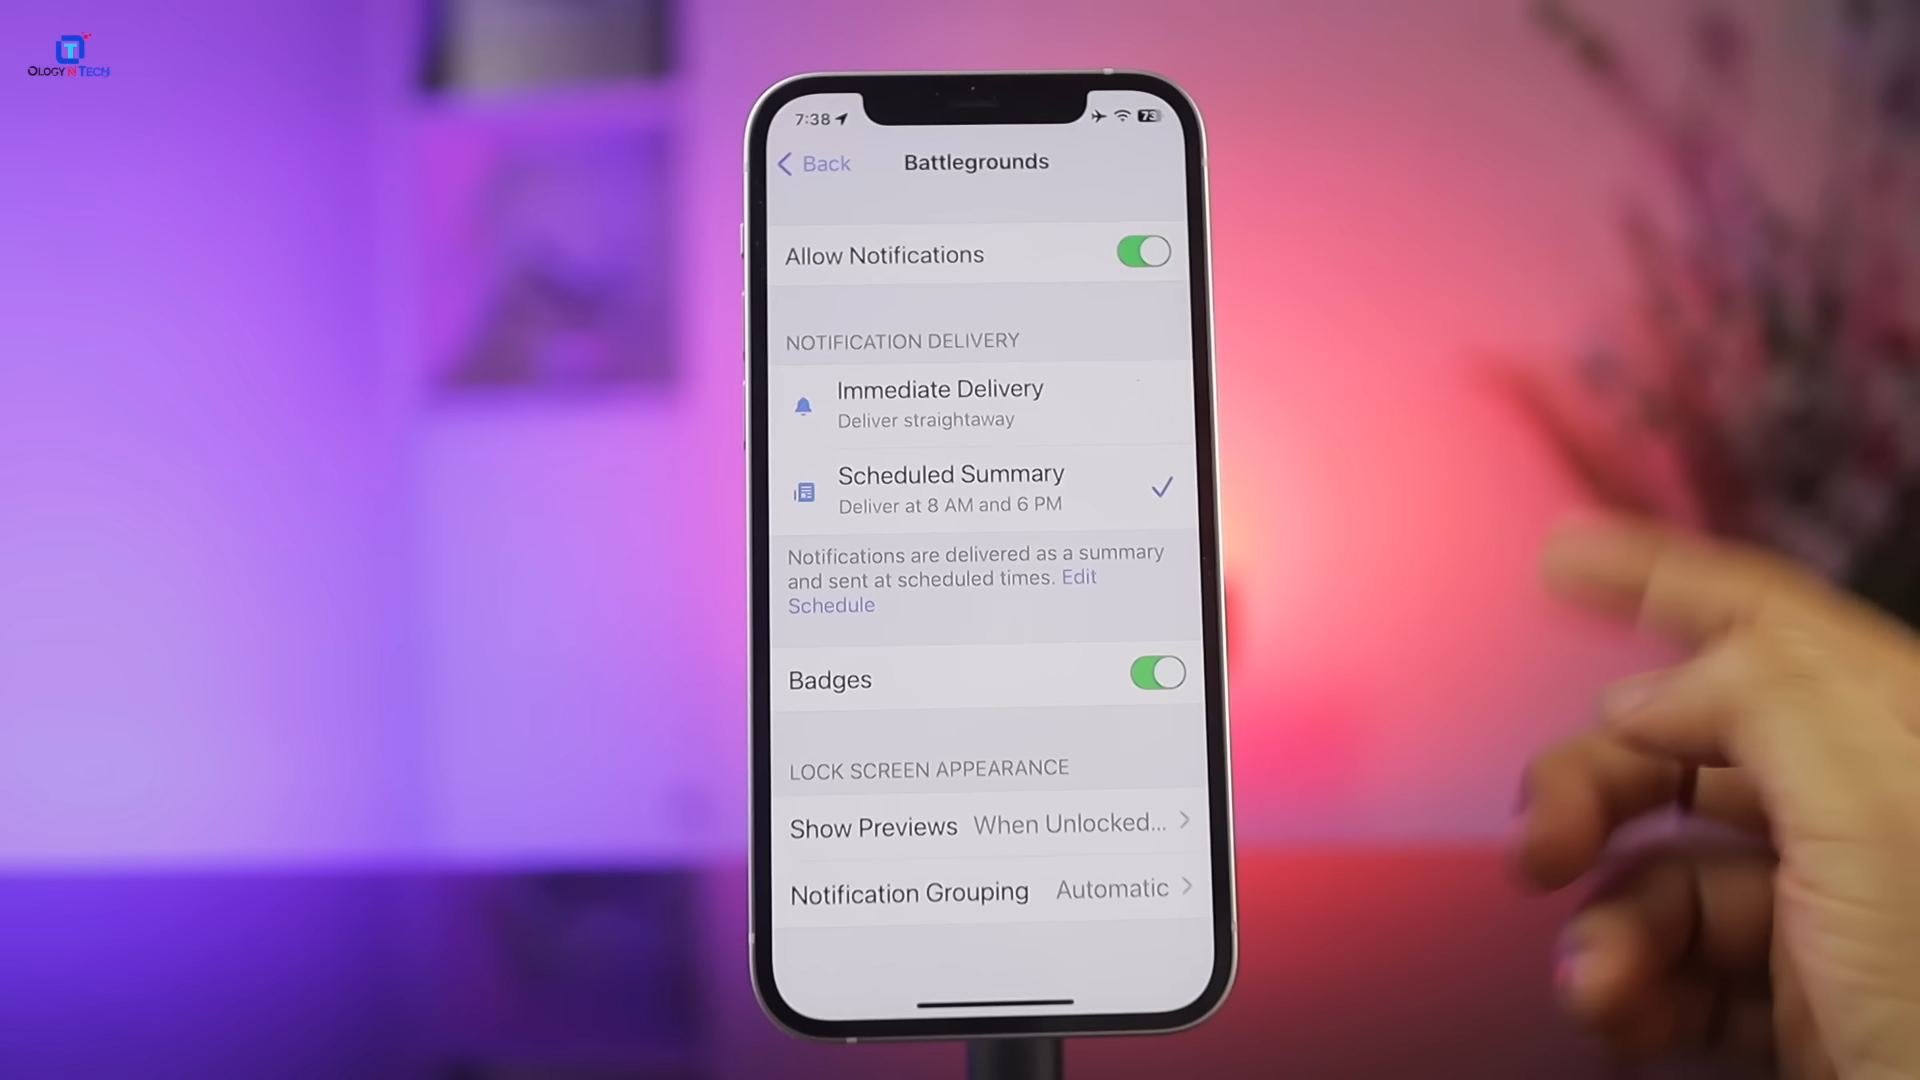 T
OLOGY N TECH
7:38
73
Back
Battlegrounds
Allow Notifications
NOTIFICATION DELIVERY
Immediate Delivery
Deliver straightaway
Scheduled Summary
Deliver at 8 AM and 6 PM
Notifications are delivered as a summary
and sent at scheduled times. Edit
Schedule
Badges
LOCK SCREEN APPEARANCE
Show Previews When Unlocked...
Notification Grouping Automatic